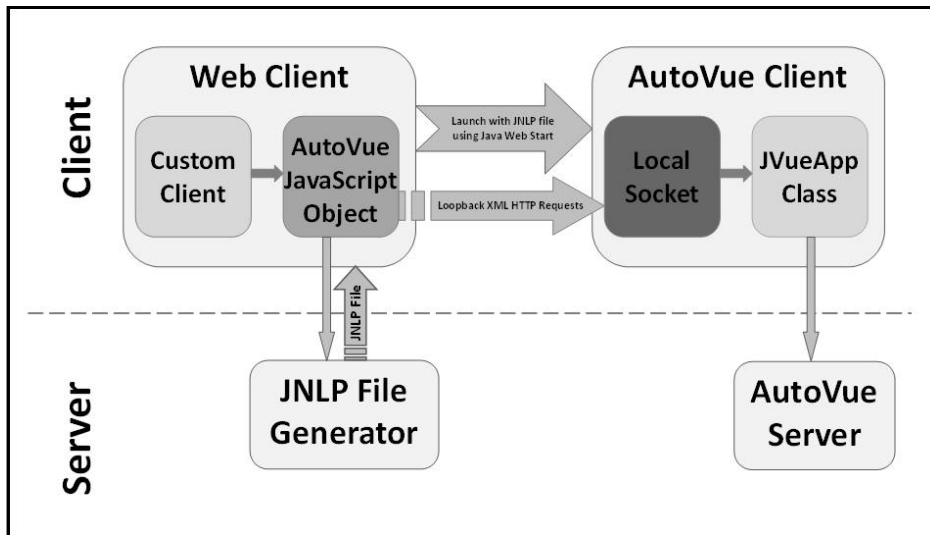 Client
Web Client
Custom
Client
AutoVue
JavaScript
Object
Launch with JNLP file
using Java Web Start
Loopback XML HTTP Requests
AutoVue Client
Local
Socket
JVueApp
Class
JNLP File
Server
JNLP File
Generator
AutoVue
Server